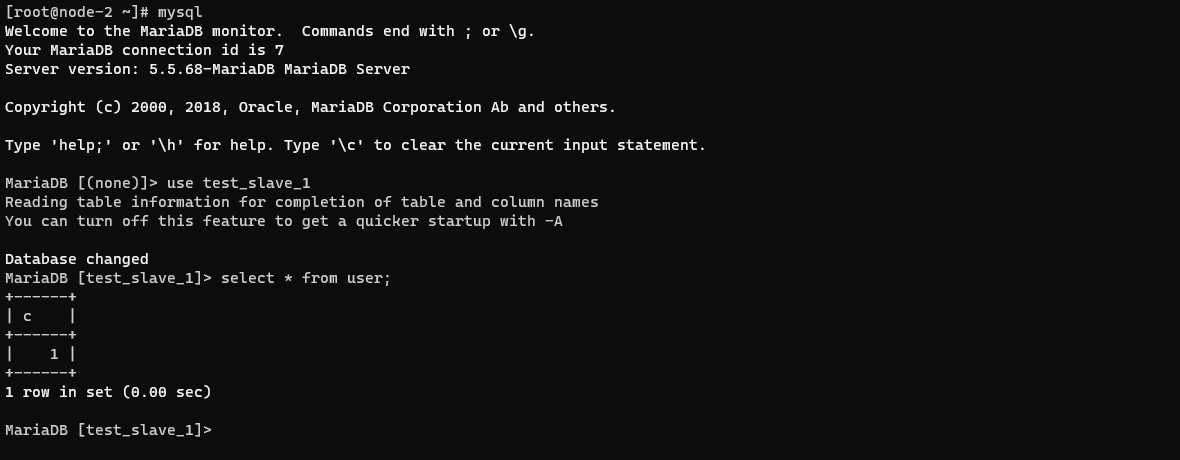 [root@node-2 ~]# mysql
Welcome to the MariaDB monitor.  Commands end with ; or \g.
Your MariaDB connection id is 7
Server version: 5.5.68-MariaDB MariaDB Server
Copyright (c) 2000, 2018, Oracle, MariaDB Corporation Ab and others.
Type 'help;' or '\h' for help. Type '\c' to clear the current input statement.
MariaDB [(none)]> use test_slave_1
Reading table information for completion of table and column names
You can turn off this feature to get a quicker startup with -A
Database changed
MariaDB [test_slave_1]> select * from user;
+------+
| c    |
+------+
|    1 |
+------+
1 row in set (0.00 sec)
MariaDB [test_slave_1]>